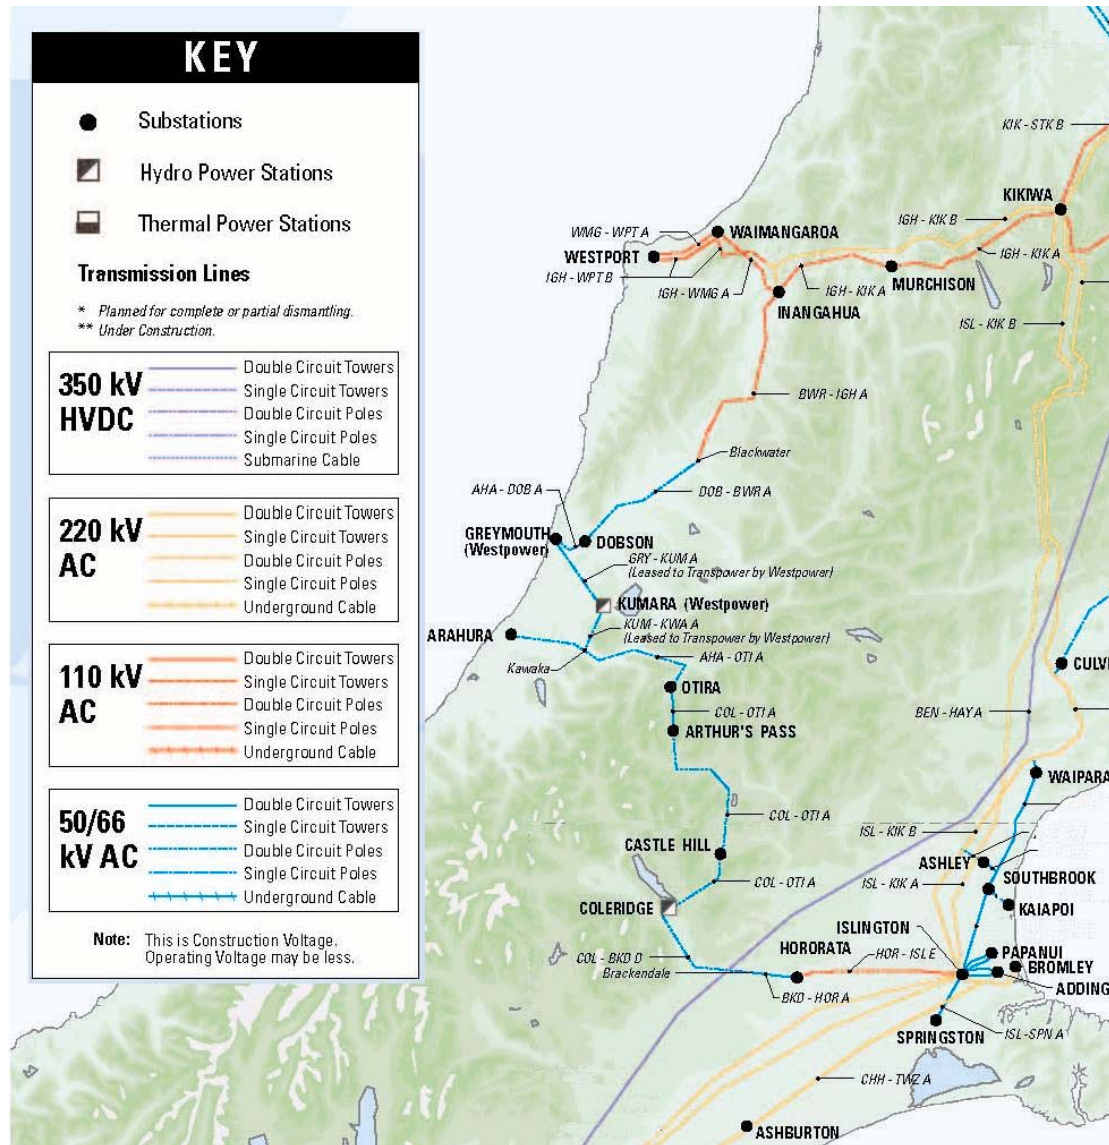 KEY
Substations
Hydro Power Stations
Thermal Power Stations
Transmission Lines
* Planned for complete or partial dismantling.
** Under Construction.
350 kV
HVDC
Double Circuit Towers
Single Circuit Towers
Double Circuit Poles
Single Circuit Poles
Submarine Cable
220 kV
AC
Double Circuit Towers
Single Circuit Towers
Double Circuit Poles
Single Circuit Poles
Underground Cable
110 kV
AC
Double Circuit Towers
Single Circuit Towers
Double Circuit Poles
Single Circuit Poles
Underground Cable
50/66
kV AC
Double Circuit Towers
Single Circuit Towers
Double Circuit Poles
Single Circuit Poles
Underground Cable
Note: This is Construction Voltage.
Operating Voltage may be less.
KIK - STK B
KIKIWA
IGH - KIK B
WMG - WPT A
WAIMANGAROA
WESTPORT
IGH - KIK A
IGH - WPT B
IGH - WMG A
IGH - KIK A
MURCHISON
INANGAHUA
ISL - KIK B
BWR - IGH A
Blackwater
AHA - DOB A
DOB - BWR A
GREYMOUTH
(Westpower)
DOBSON
GRY - KUM A
(Leased to Transpower by Westpower)
KUMARA (Westpower)
ARAHURA
KUM - KWA A
(Leased to Transpower by Westpower)
Kawaka
AHA - OTI A
CULV
OTIRA
COL - OTI A
BEN - HAY A
ARTHUR'S PASS
WAIPARA
COL - OTI A
ISL - KIK B
CASTLE HILL
ASHLEY
COL - OTI A
ISL - KIK A
SOUTHBROOK
COLERIDGE
KAIAPOI
ISLINGTON
HORORATA
COL - BKD D
HOR - ISL E
PAPANUI
Brackendale
BROMLEY
BKD - HOR A
ADDING
SPRINGSTON
ISL - SPN A
CHH - TWZ A
ASHBURTON